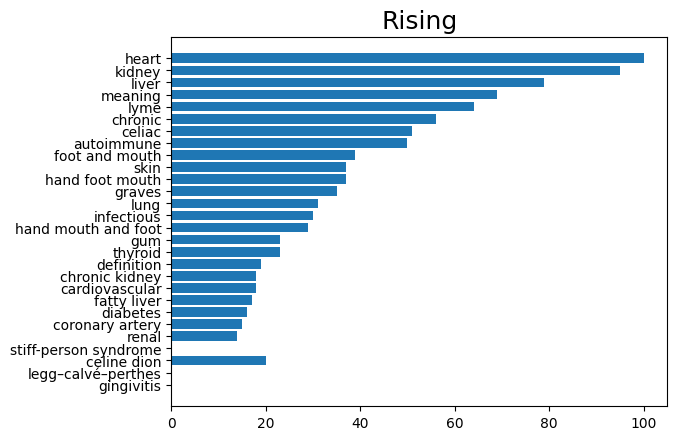 Rising
heart
kidney
liver
meaning
lyme
chronic
celiac
autoimmune
foot and mouth
skin
hand foot mouth
graves
lung
infectious
hand mouth and foot
gum
thyroid
definition
chronic kidney
cardiovascular
fatty liver
diabetes
coronary artery
renal
stiff-person syndrome
celine dion
legg–calvé–perthes
gingivitis
0 20 40 60 80 100